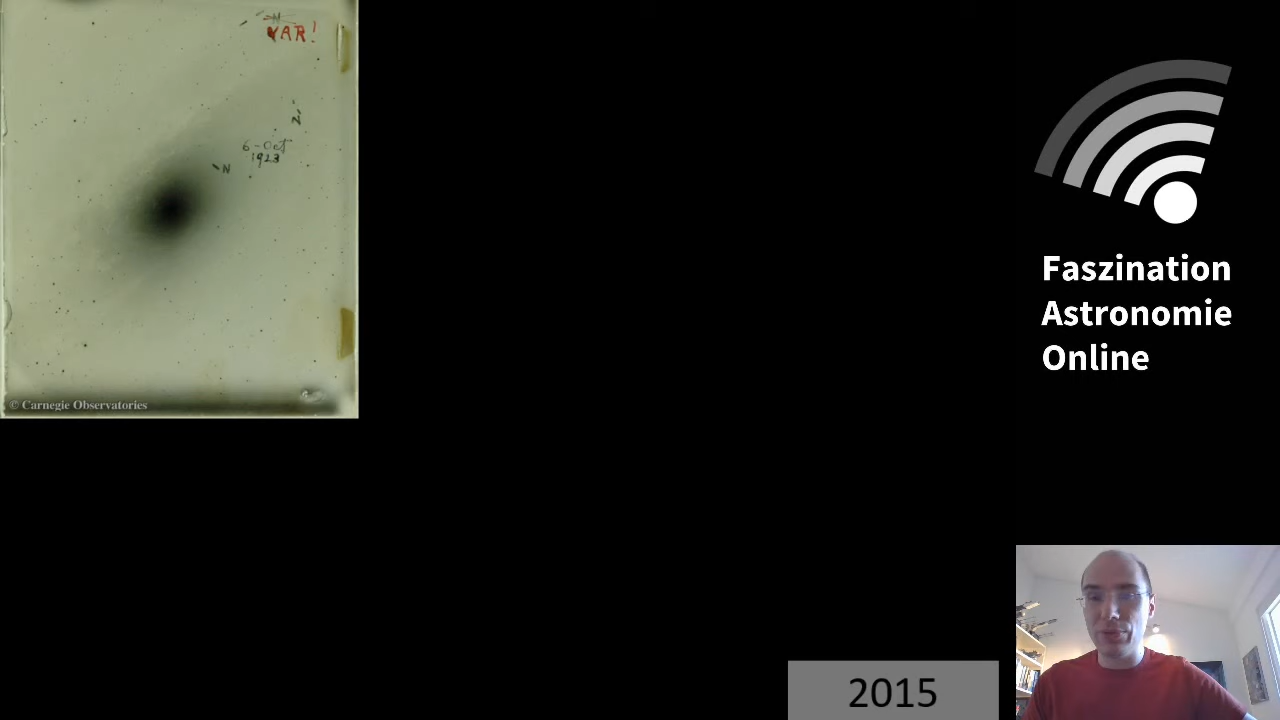 N
VAR!
N
6-Oct
1923
N
© Carnegie Observatories
Faszination
Astronomie
Online
2015